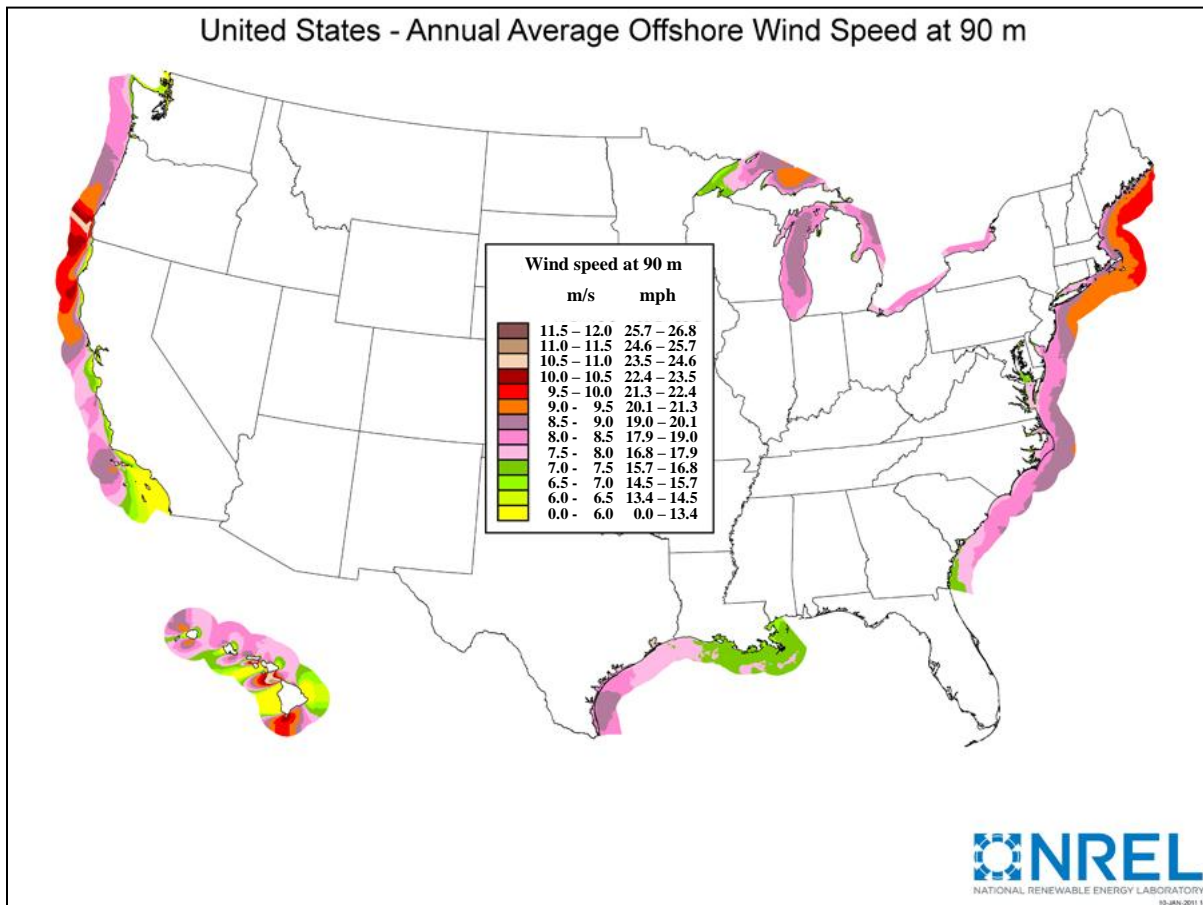 United States - Annual Average Offshore Wind Speed at 90 m
Wind speed at 90 m
m/s mph
11.5 – 12.0 25.7 – 26.8
11.0 – 11.5 24.6 – 25.7
10.5 – 11.0 23.5 – 24.6
10.0 – 10.5 22.4 – 23.5
9.5 – 10.0 21.3 – 22.4
9.0 - 9.5 20.1 – 21.3
8.5 - 9.0 19.0 – 20.1
8.0 - 8.5 17.9 – 19.0
7.5 - 8.0 16.8 – 17.9
7.0 - 7.5 15.7 – 16.8
6.5 - 7.0 14.5 – 15.7
6.0 - 6.5 13.4 – 14.5
0.0 - 6.0 0.0 – 13.4
NREL
NATIONAL RENEWABLE ENERGY LABORATORY
10-JAN-2011